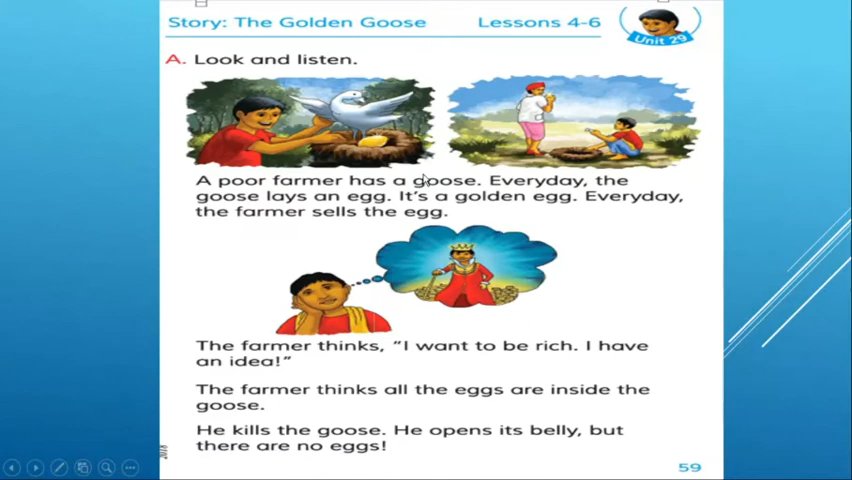 Story: The Golden Goose Lessons 4-6
Unit 29
A. Look and listen.
A poor farmer has a goose. Everyday, the
goose lays an egg. It's a golden egg. Everyday,
the farmer sells the egg.
The farmer thinks, "I want to be rich. I have
an idea!"
The farmer thinks all the eggs are inside the
goose.
He kills the goose. He opens its belly, but
there are no eggs!
2018
59